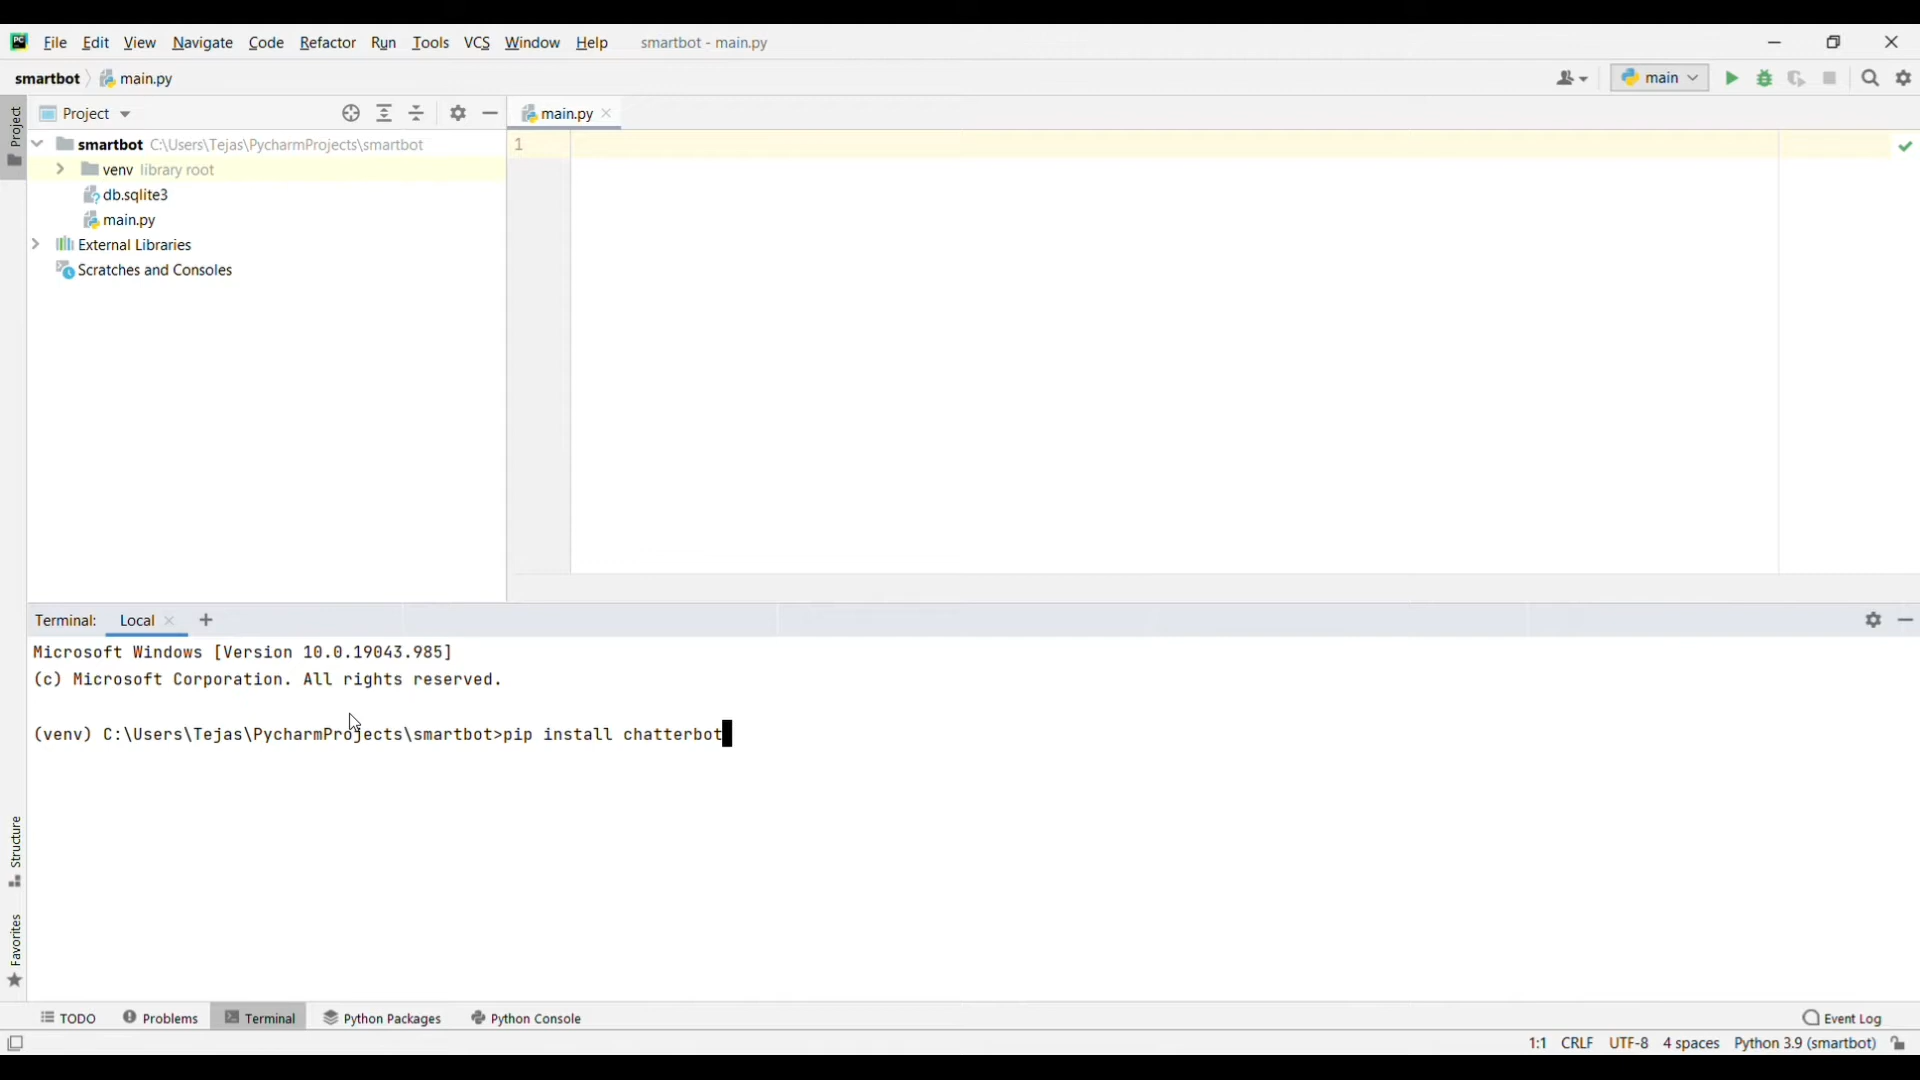 PC File Edit View Navigate Code Refactor Run Tools VCS Window Help smartbot - main.py
smartbot main.py main
Project
Project main.py
smartbot C:\Users\Tejas\PycharmProjects\smartbot
1
venv library root
db.sqlite3
main.py
External Libraries
Scratches and Consoles
Terminal: Local
Microsoft Windows [Version 10.0.19043.985]
(c) Microsoft Corporation. All rights reserved.
(venv) C:\Users\Tejas\PycharmProjects\smartbot>pip install chatterbot
Structure
Favorites
TODO Problems Terminal Python Packages Python Console Event Log
1:1 CRLF UTF-8 4 spaces Python 3.9 (smartbot)